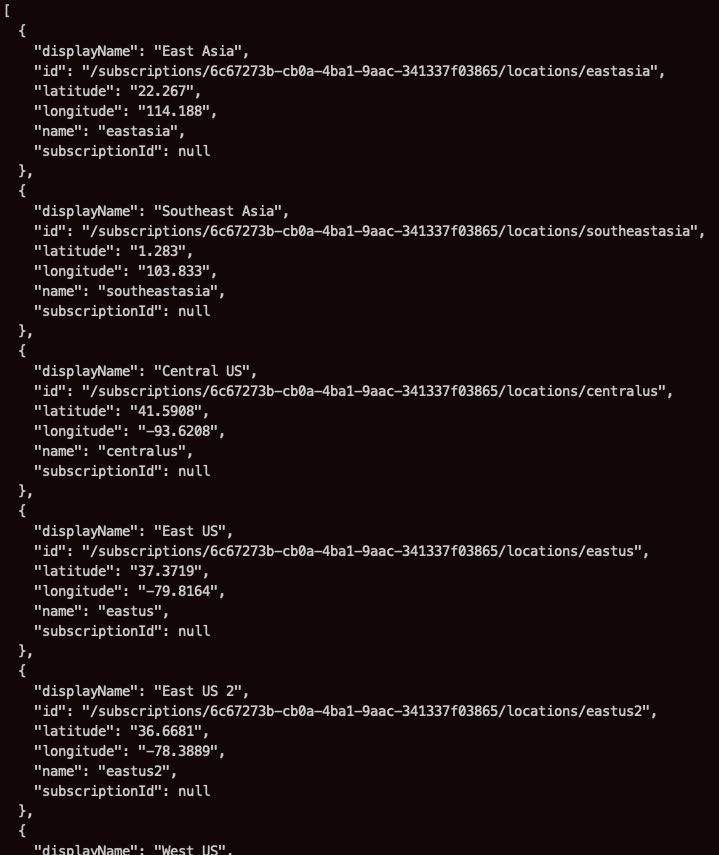 [
  {
    "displayName": "East Asia",
    "id": "/subscriptions/6c67273b-cb0a-4ba1-9aac-341337f03865/locations/eastasia",
    "latitude": "22.267",
    "longitude": "114.188",
    "name": "eastasia",
    "subscriptionId": null
  },
  {
    "displayName": "Southeast Asia",
    "id": "/subscriptions/6c67273b-cb0a-4ba1-9aac-341337f03865/locations/southeastasia",
    "latitude": "1.283",
    "longitude": "103.833",
    "name": "southeastasia",
    "subscriptionId": null
  },
  {
    "displayName": "Central US",
    "id": "/subscriptions/6c67273b-cb0a-4ba1-9aac-341337f03865/locations/centralus",
    "latitude": "41.5908",
    "longitude": "-93.6208",
    "name": "centralus",
    "subscriptionId": null
  },
  {
    "displayName": "East US",
    "id": "/subscriptions/6c67273b-cb0a-4ba1-9aac-341337f03865/locations/eastus",
    "latitude": "37.3719",
    "longitude": "-79.8164",
    "name": "eastus",
    "subscriptionId": null
  },
  {
    "displayName": "East US 2",
    "id": "/subscriptions/6c67273b-cb0a-4ba1-9aac-341337f03865/locations/eastus2",
    "latitude": "36.6681",
    "longitude": "-78.3889",
    "name": "eastus2",
    "subscriptionId": null
  },
  {
    "displayName": "West US",